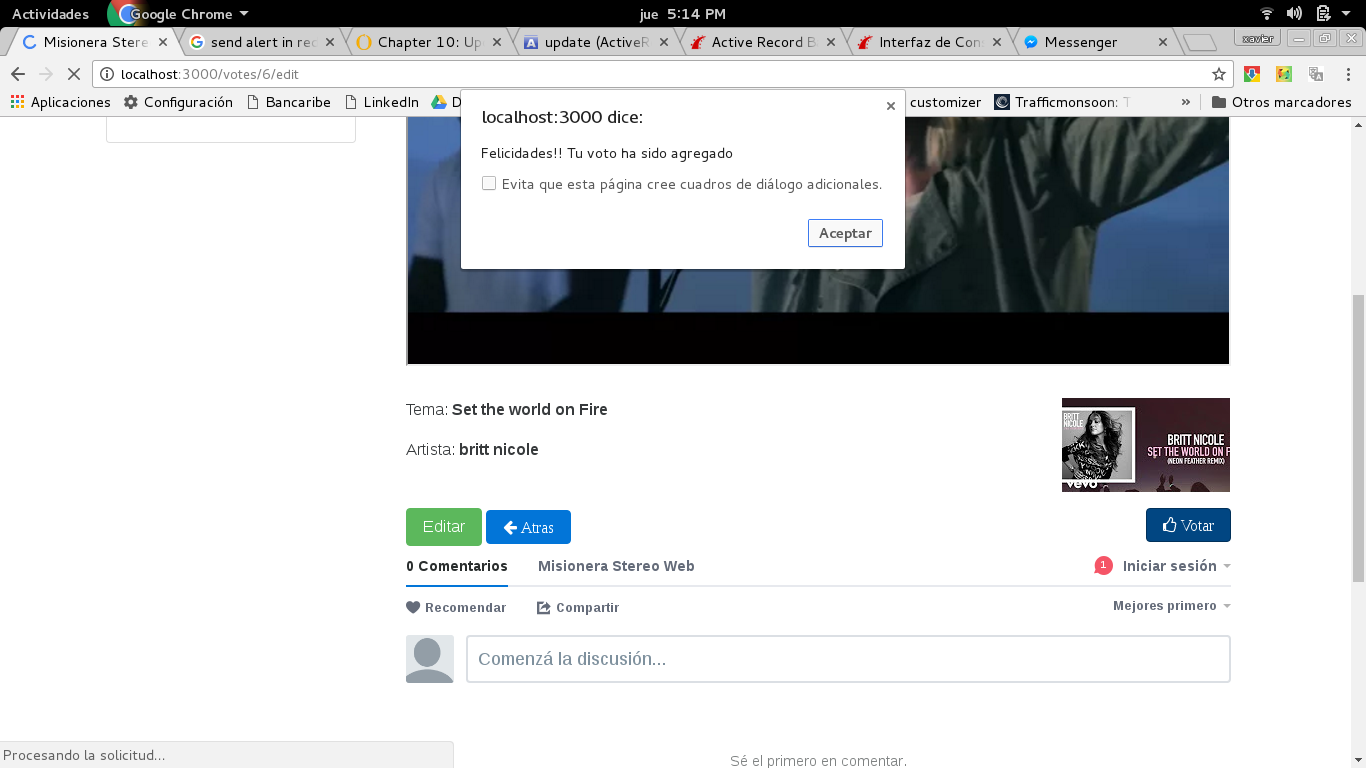 Actividades
Google Chrome
jue 5:14 PM
Misionera Stere
send alert in rec
Chapter 10: Up
update (ActiveR
Active Record B
Interfaz de Con
Messenger
xavier
localhost:3000/votes/6/edit
Aplicaciones
Configuración
Bancaribe
LinkedIn
D
customizer
Trafficmonsoon: T
»
Otros marcadores
localhost:3000 dice:
Felicidades!! Tu voto ha sido agregado
Evita que esta página cree cuadros de diálogo adicionales.
Aceptar
Tema: Set the world on Fire
Artista: britt nicole
BRITT
NICOLE
BRITT NICOLE
SET THE WORLD ON F
(NEON FEATHER REMIX)
vevo
Editar
Atras
Votar
0 Comentarios
Misionera Stereo Web
1
Iniciar sesión
Recomendar
Compartir
Mejores primero
Comenzá la discusión...
Procesando la solicitud...
Sé el primero en comentar.